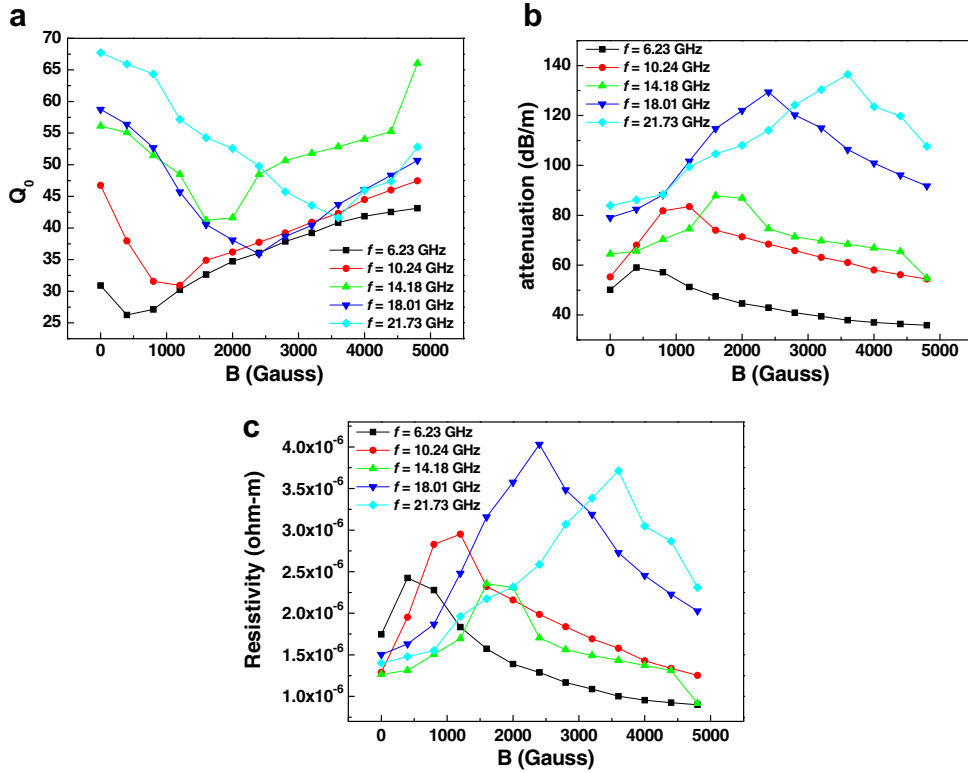 a
70
65
60
55
50
45
40
35
30
25
Q0
0 1000 2000 3000 4000 5000
B (Gauss)
f = 6.23 GHz
f = 10.24 GHz
f = 14.18 GHz
f = 18.01 GHz
f = 21.73 GHz
b
140
120
100
80
60
40
attenuation (dB/m)
f = 6.23 GHz
f = 10.24 GHz
f = 14.18 GHz
f = 18.01 GHz
f = 21.73 GHz
0 1000 2000 3000 4000 5000
B (Gauss)
c
4.0x10-6
3.5x10-6
3.0x10-6
2.5x10-6
2.0x10-6
1.5x10-6
1.0x10-6
Resistivity (ohm-m)
f = 6.23 GHz
f = 10.24 GHz
f = 14.18 GHz
f = 18.01 GHz
f = 21.73 GHz
0 1000 2000 3000 4000 5000
B (Gauss)